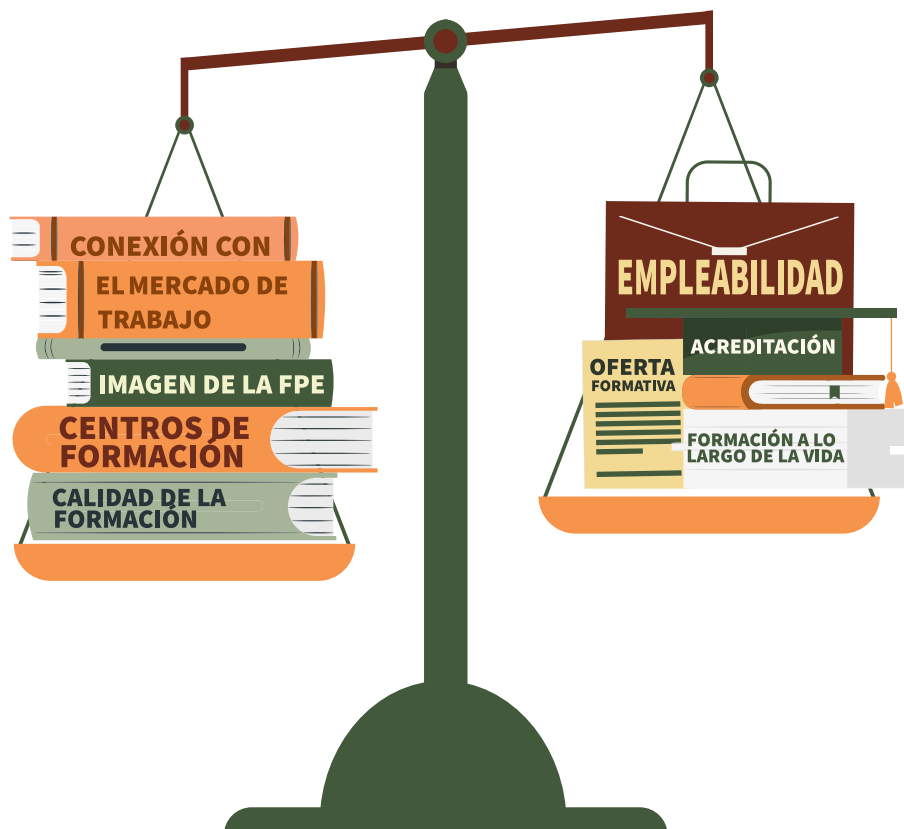 CONEXIÓN CON
EL MERCADO DE
TRABAJO
IMAGEN DE LA FPE
CENTROS DE
FORMACIÓN
CALIDAD DE LA
FORMACIÓN
EMPLEABILIDAD
ACREDITACIÓN
OFERTA
FORMATIVA
FORMACIÓN A LO
LARGO DE LA VIDA